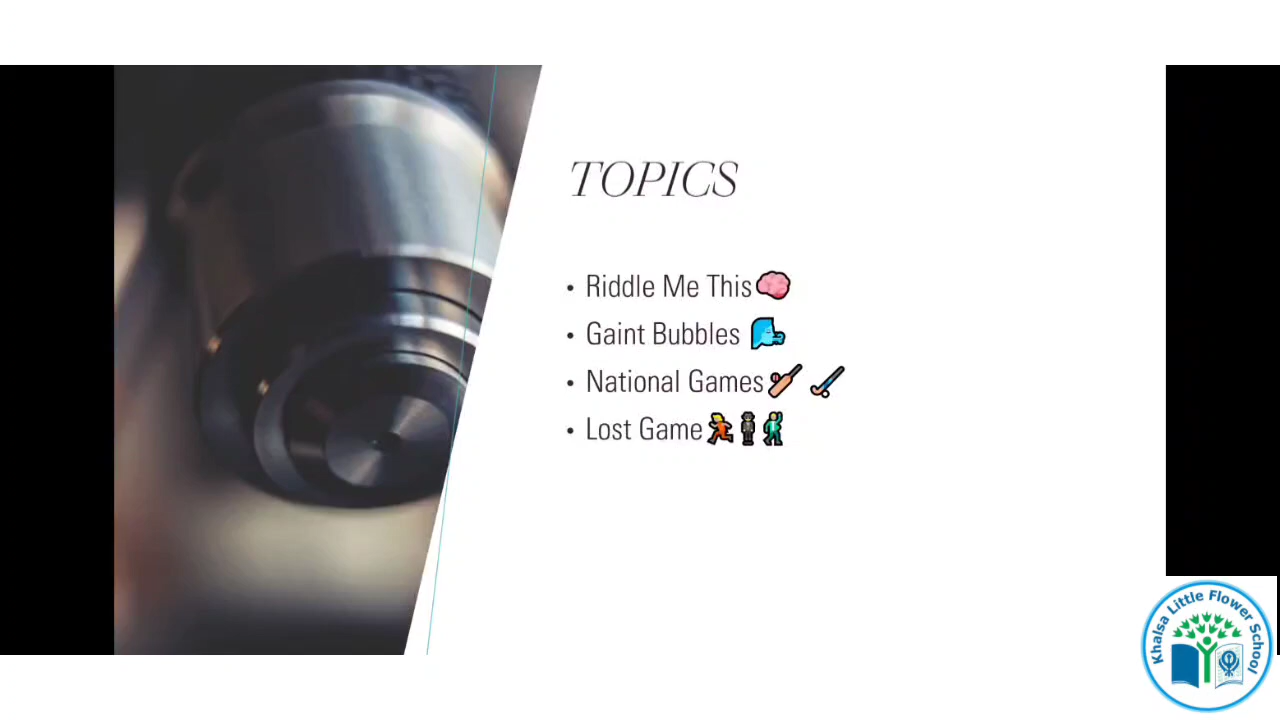 TOPICS
• Riddle Me This
• Gaint Bubbles
• National Games
• Lost Game
Khalsa Little Flower School